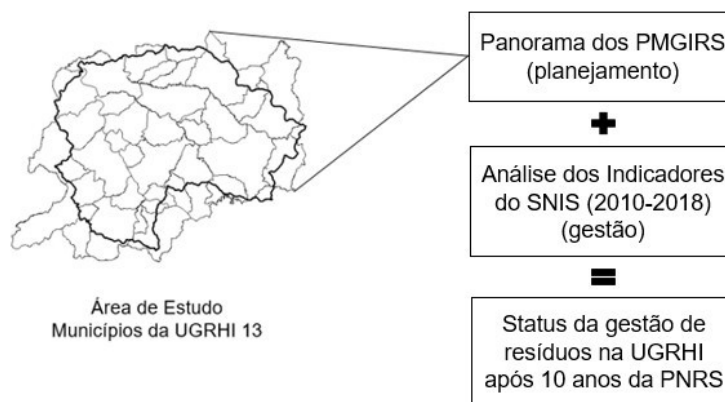 Panorama dos PMGIRS
(planejamento)
+
Análise dos Indicadores
do SNIS (2010-2018)
(gestão)
=
Status da gestão de
resíduos na UGRHI
após 10 anos da PNRS
Área de Estudo
Municípios da UGRHI 13